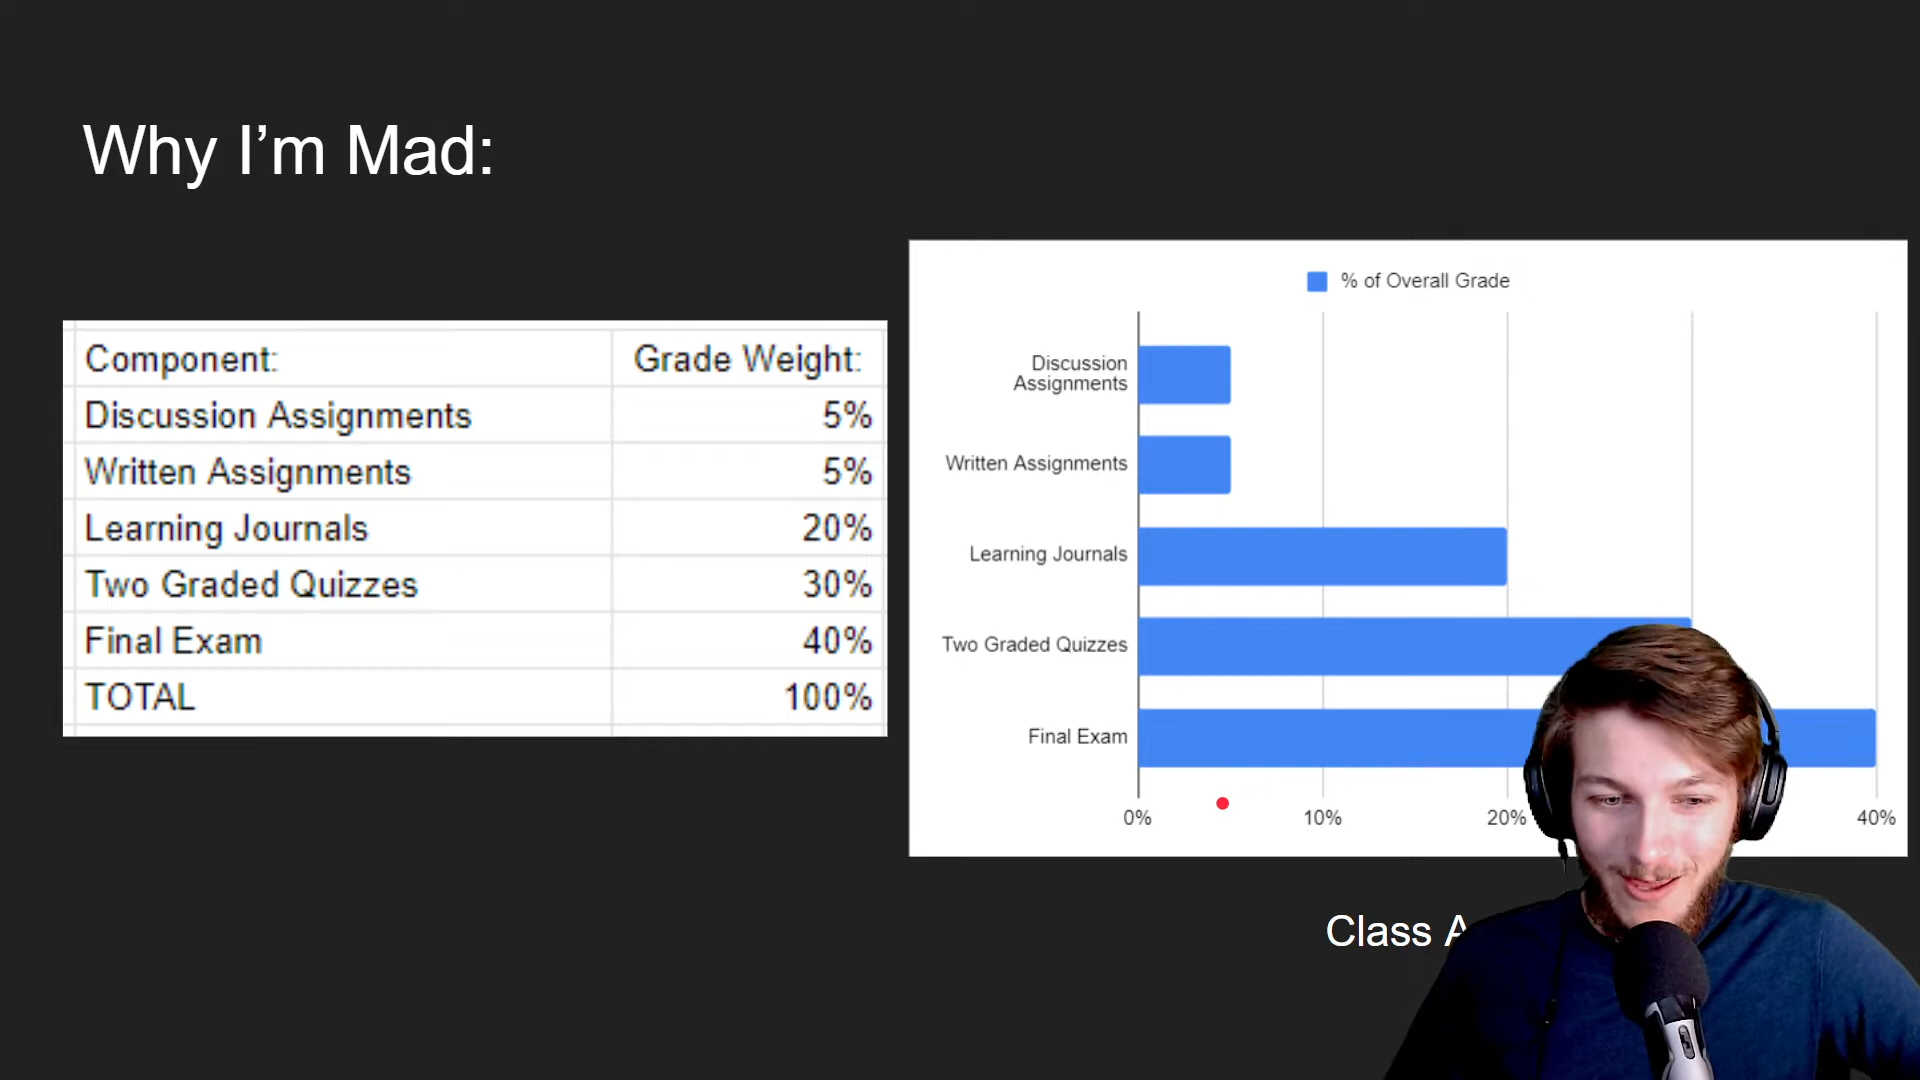 Why I'm Mad:
Component: Grade Weight:
Discussion Assignments 5%
Written Assignments 5%
Learning Journals 20%
Two Graded Quizzes 30%
Final Exam 40%
TOTAL 100%
% of Overall Grade
Discussion
Assignments
Written Assignments
Learning Journals
Two Graded Quizzes
Final Exam
0% 10% 20% 40%
Class